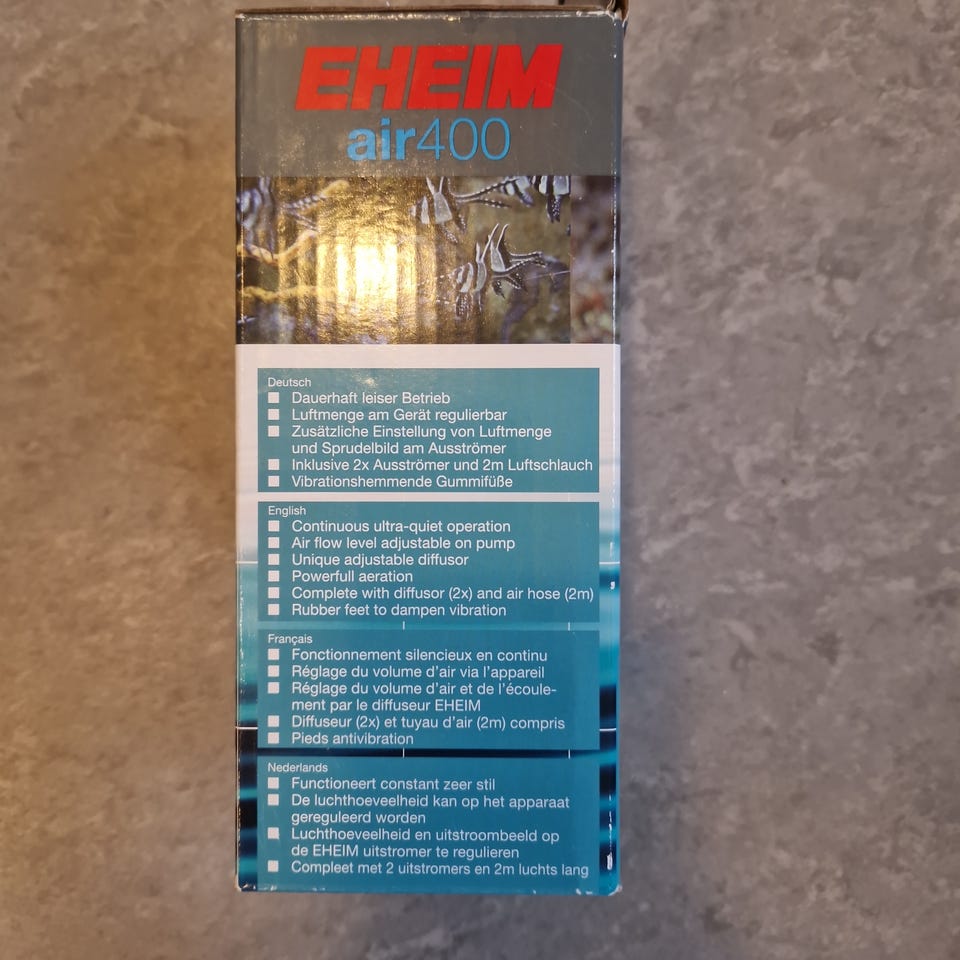 EHEIM
air400
Deutsch
Dauerhaft leiser Betrieb
Luftmenge am Gerät regulierbar
Zusätzliche Einstellung von Luftmenge
und Sprudelbild am Ausströmer
Inklusive 2x Ausströmer und 2m Luftschlauch
Vibrationshemmende Gummifüße
English
Continuous ultra-quiet operation
Air flow level adjustable on pump
Unique adjustable diffusor
Powerfull aeration
Complete with diffusor (2x) and air hose (2m)
Rubber feet to dampen vibration
Français
Fonctionnement silencieux en continu
Réglage du volume d'air via l'appareil
Réglage du volume d'air et de l'écoule-
ment par le diffuseur EHEIM
Diffuseur (2x) et tuyau d'air (2m) compris
Pieds antivibration
Nederlands
Functioneert constant zeer stil
De luchthoeveelheid kan op het apparaat
gereguleerd worden
Luchthoeveelheid en uitstroombeeld op
de EHEIM uitstromer te regulieren
Compleet met 2 uitstromers en 2m luchts lang